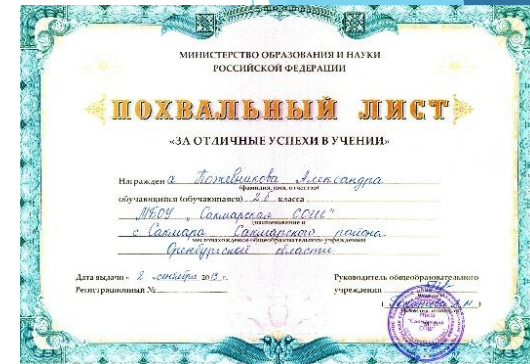 МИНИСТЕРСТВО ОБРАЗОВАНИЯ И НАУКИ
РОССИЙСКОЙ ФЕДЕРАЦИИ
ПОХВАЛЬНЫЙ ЛИСТ
«ЗА ОТЛИЧНЫЕ УСПЕХИ В УЧЕНИИ»
Награжден а Кожевникова Александра
(фамилия, имя, отчество)
обучающийся (обучающаяся) 2б класса
МБОУ "Сакмарская СОШ"
(наименование и
с. Сакмара Сакмарского района
местонахождение общеобразовательного учреждения)
Оренбургской области
Дата выдачи « 2 сентября 2013 г.
Руководитель общеобразовательного
Регистрационный №
учреждения